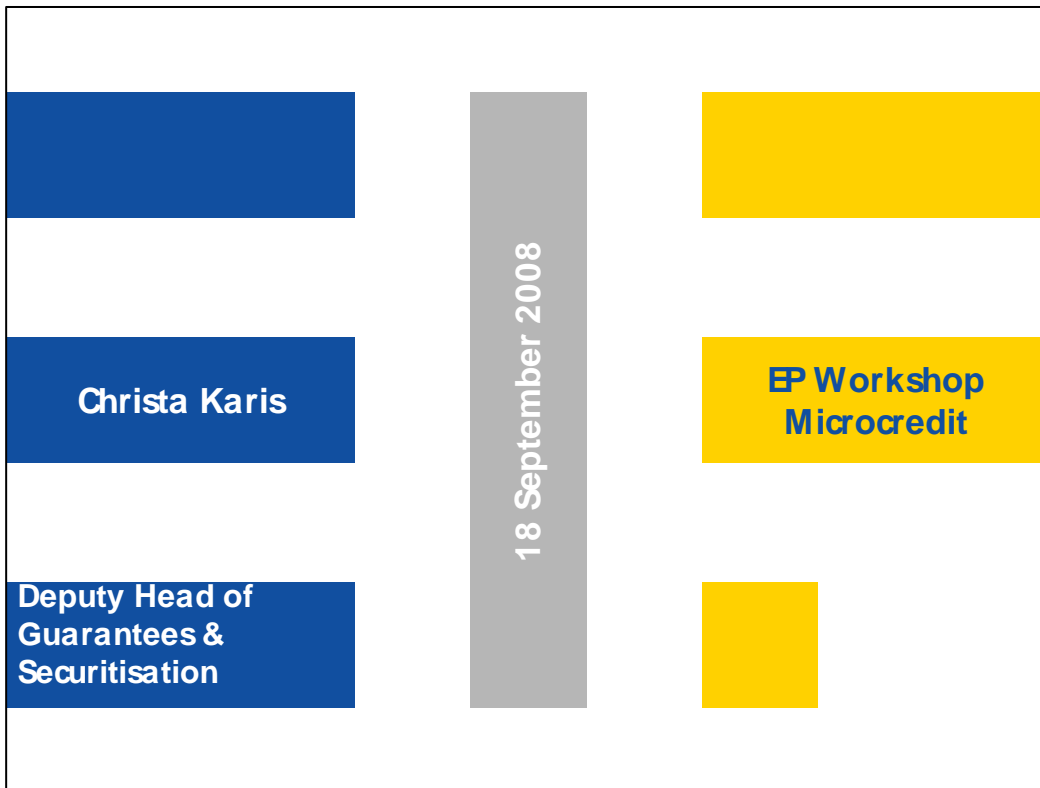 Christa Karis
Deputy Head of
Guarantees &
Securitisation
18 September 2008
EP Workshop
Microcredit